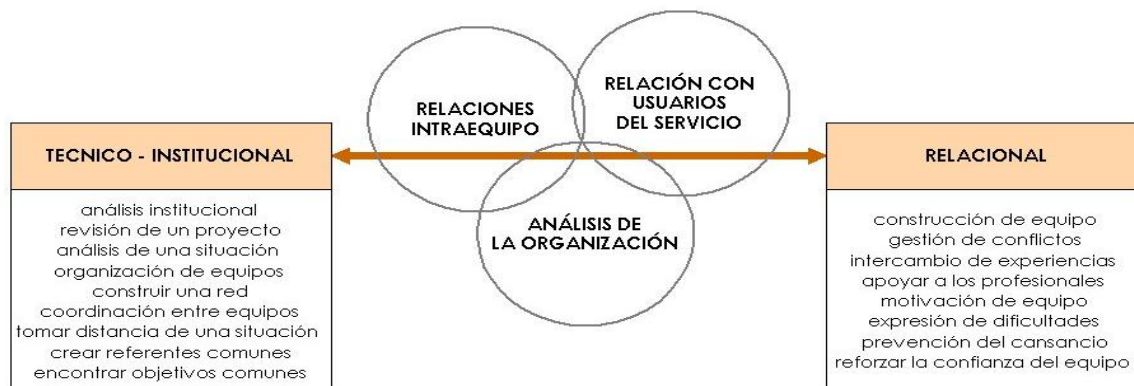 RELACIONES
INTRAEQUIPO
RELACIÓN CON
USUARIOS
DEL SERVICIO
ANÁLISIS DE
LA ORGANIZACIÓN
TECNICO - INSTITUCIONAL
análisis institucional
revisión de un proyecto
análisis de una situación
organización de equipos
construir una red
coordinación entre equipos
tomar distancia de una situación
crear referentes comunes
encontrar objetivos comunes
RELACIONAL
construcción de equipo
gestión de conflictos
intercambio de experiencias
apoyar a los profesionales
motivación de equipo
expresión de dificultades
prevención del cansancio
reforzar la confianza del equipo